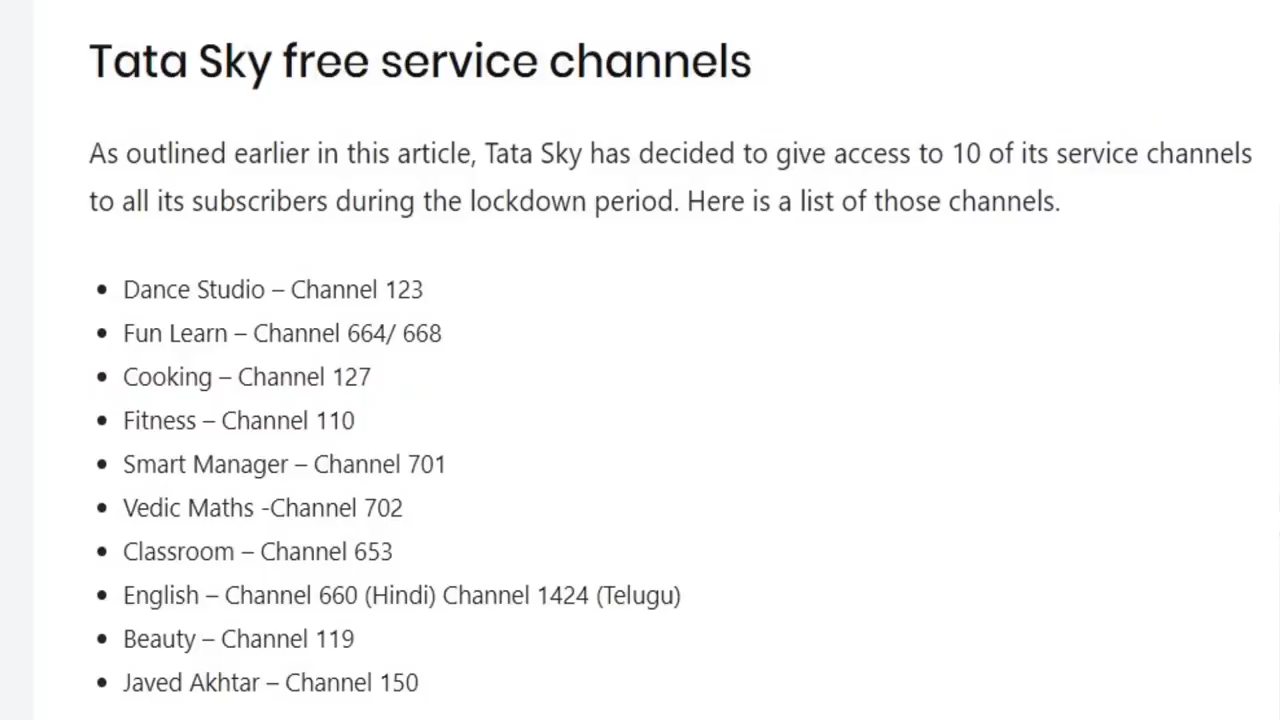 Tata Sky free service channels
As outlined earlier in this article, Tata Sky has decided to give access to 10 of its service channels
to all its subscribers during the lockdown period. Here is a list of those channels.
• Dance Studio – Channel 123
• Fun Learn – Channel 664/ 668
• Cooking – Channel 127
• Fitness – Channel 110
• Smart Manager – Channel 701
• Vedic Maths -Channel 702
• Classroom – Channel 653
• English – Channel 660 (Hindi) Channel 1424 (Telugu)
• Beauty – Channel 119
• Javed Akhtar – Channel 150